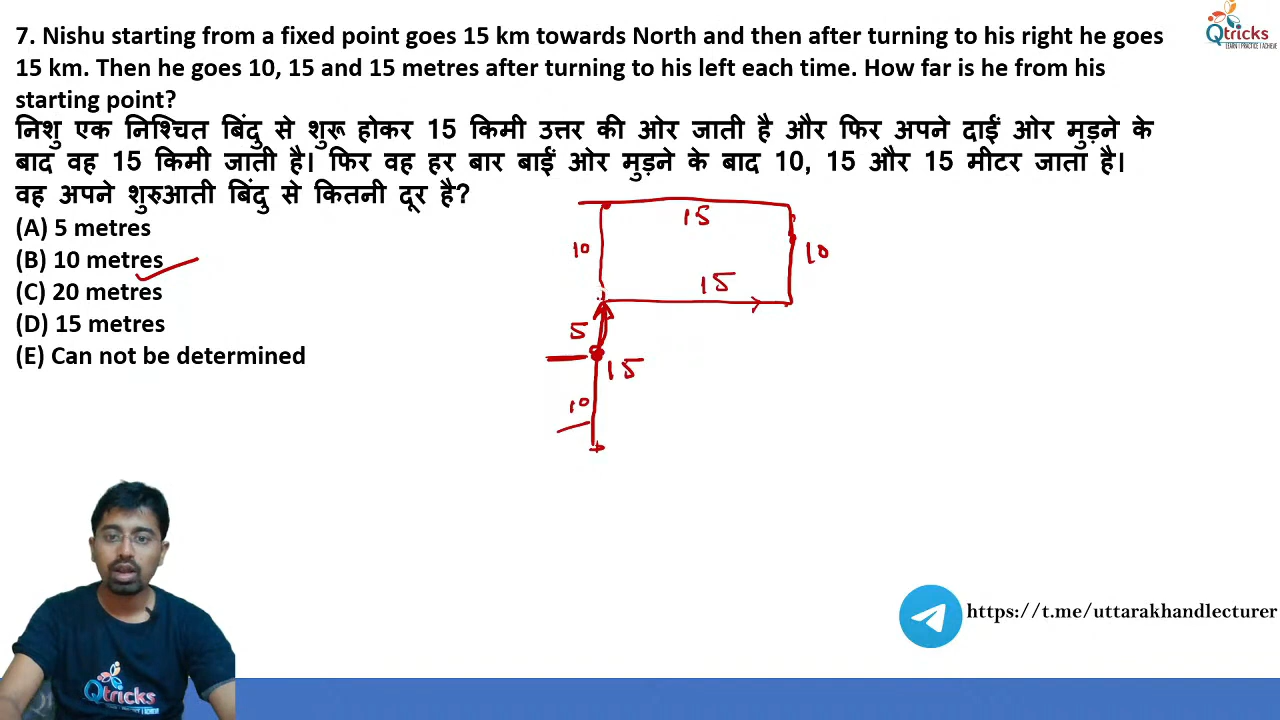 7. Nishu starting from a fixed point goes 15 km towards North and then after turning to his right he goes
15 km. Then he goes 10, 15 and 15 metres after turning to his left each time. How far is he from his
starting point?
निशु एक निश्चित बिंदु से शुरू होकर 15 किमी उत्तर की ओर जाती है और फिर अपने दाईं ओर मुड़ने के
बाद वह 15 किमी जाती है। फिर वह हर बार बाईं ओर मुड़ने के बाद 10, 15 और 15 मीटर जाता है।
वह अपने शुरुआती बिंदु से कितनी दूर है?
(A) 5 metres
(B) 10 metres
(C) 20 metres
(D) 15 metres
(E) Can not be determined
15
10
10
15
5
15
10
https://t.me/uttarakhandlecturer
Qtricks
LEARN | PRACTICE | ACHIEVE
Qtricks